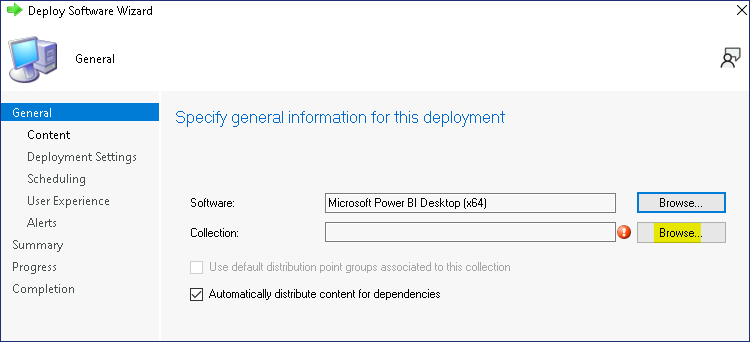 Deploy Software Wizard
General
General
Content
Deployment Settings
Scheduling
User Experience
Alerts
Summary
Progress
Completion
Specify general information for this deployment
Software: Microsoft Power BI Desktop (x64) Browse...
Collection: Browse...
Use default distribution point groups associated to this collection
Automatically distribute content for dependencies